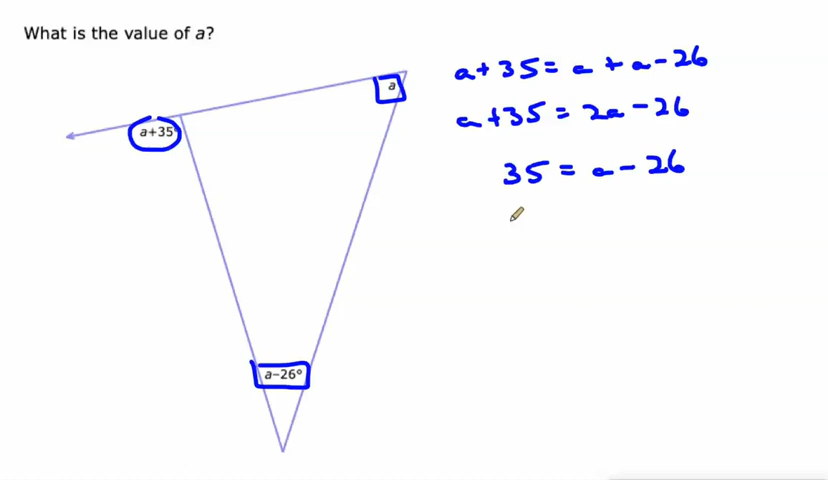 What is the value of a?
a+35=a+a-26
a
a+35°
a+35=2a-26
35=a-26
a−26°